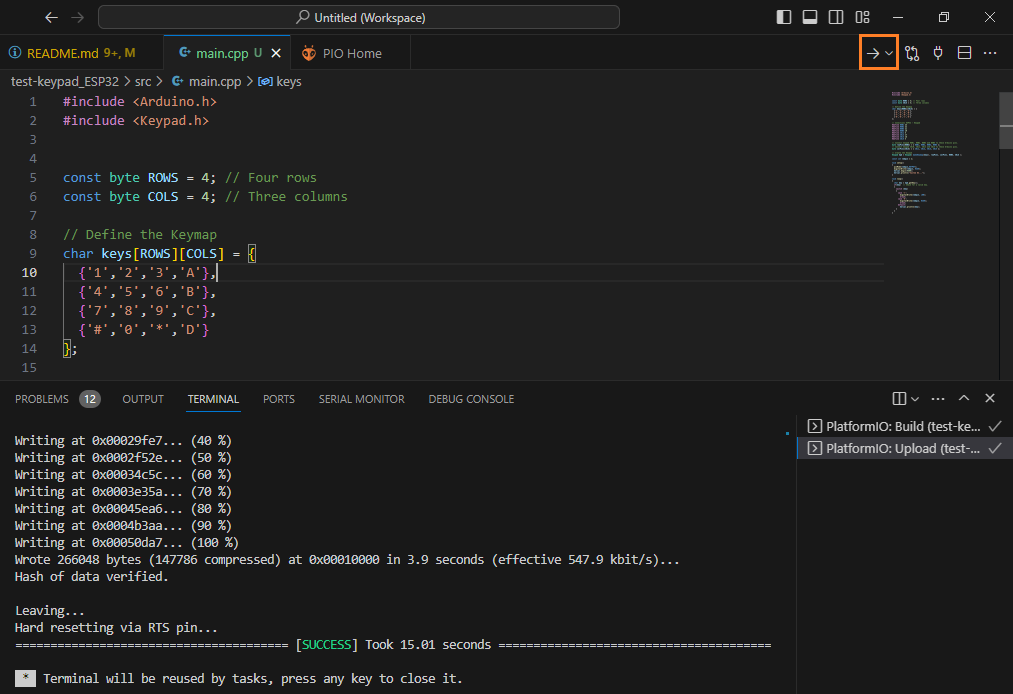 Untitled (Workspace)
README.md 9+, M
main.cpp U
PIO Home
test-keypad_ESP32 > src > main.cpp > keys
1 #include <Arduino.h>
2 #include <Keypad.h>
3
4
5 const byte ROWS = 4; // Four rows
6 const byte COLS = 4; // Three columns
7
8 // Define the Keymap
9 char keys[ROWS][COLS] = {
10 {'1','2','3','A'},
11 {'4','5','6','B'},
12 {'7','8','9','C'},
13 {'#','0','*','D'}
14 };
15
PROBLEMS 12 OUTPUT TERMINAL PORTS SERIAL MONITOR DEBUG CONSOLE
Writing at 0x00029fe7... (40 %)
Writing at 0x0002f52e... (50 %)
Writing at 0x00034c5c... (60 %)
Writing at 0x0003e35a... (70 %)
Writing at 0x00045ea6... (80 %)
Writing at 0x0004b3aa... (90 %)
Writing at 0x00050da7... (100 %)
Wrote 266048 bytes (147786 compressed) at 0x00010000 in 3.9 seconds (effective 547.9 kbit/s)...
Hash of data verified.
Leaving...
Hard resetting via RTS pin...
======================================= [SUCCESS] Took 15.01 seconds =======================================
* Terminal will be reused by tasks, press any key to close it.
PlatformIO: Build (test-ke...
PlatformIO: Upload (test-...